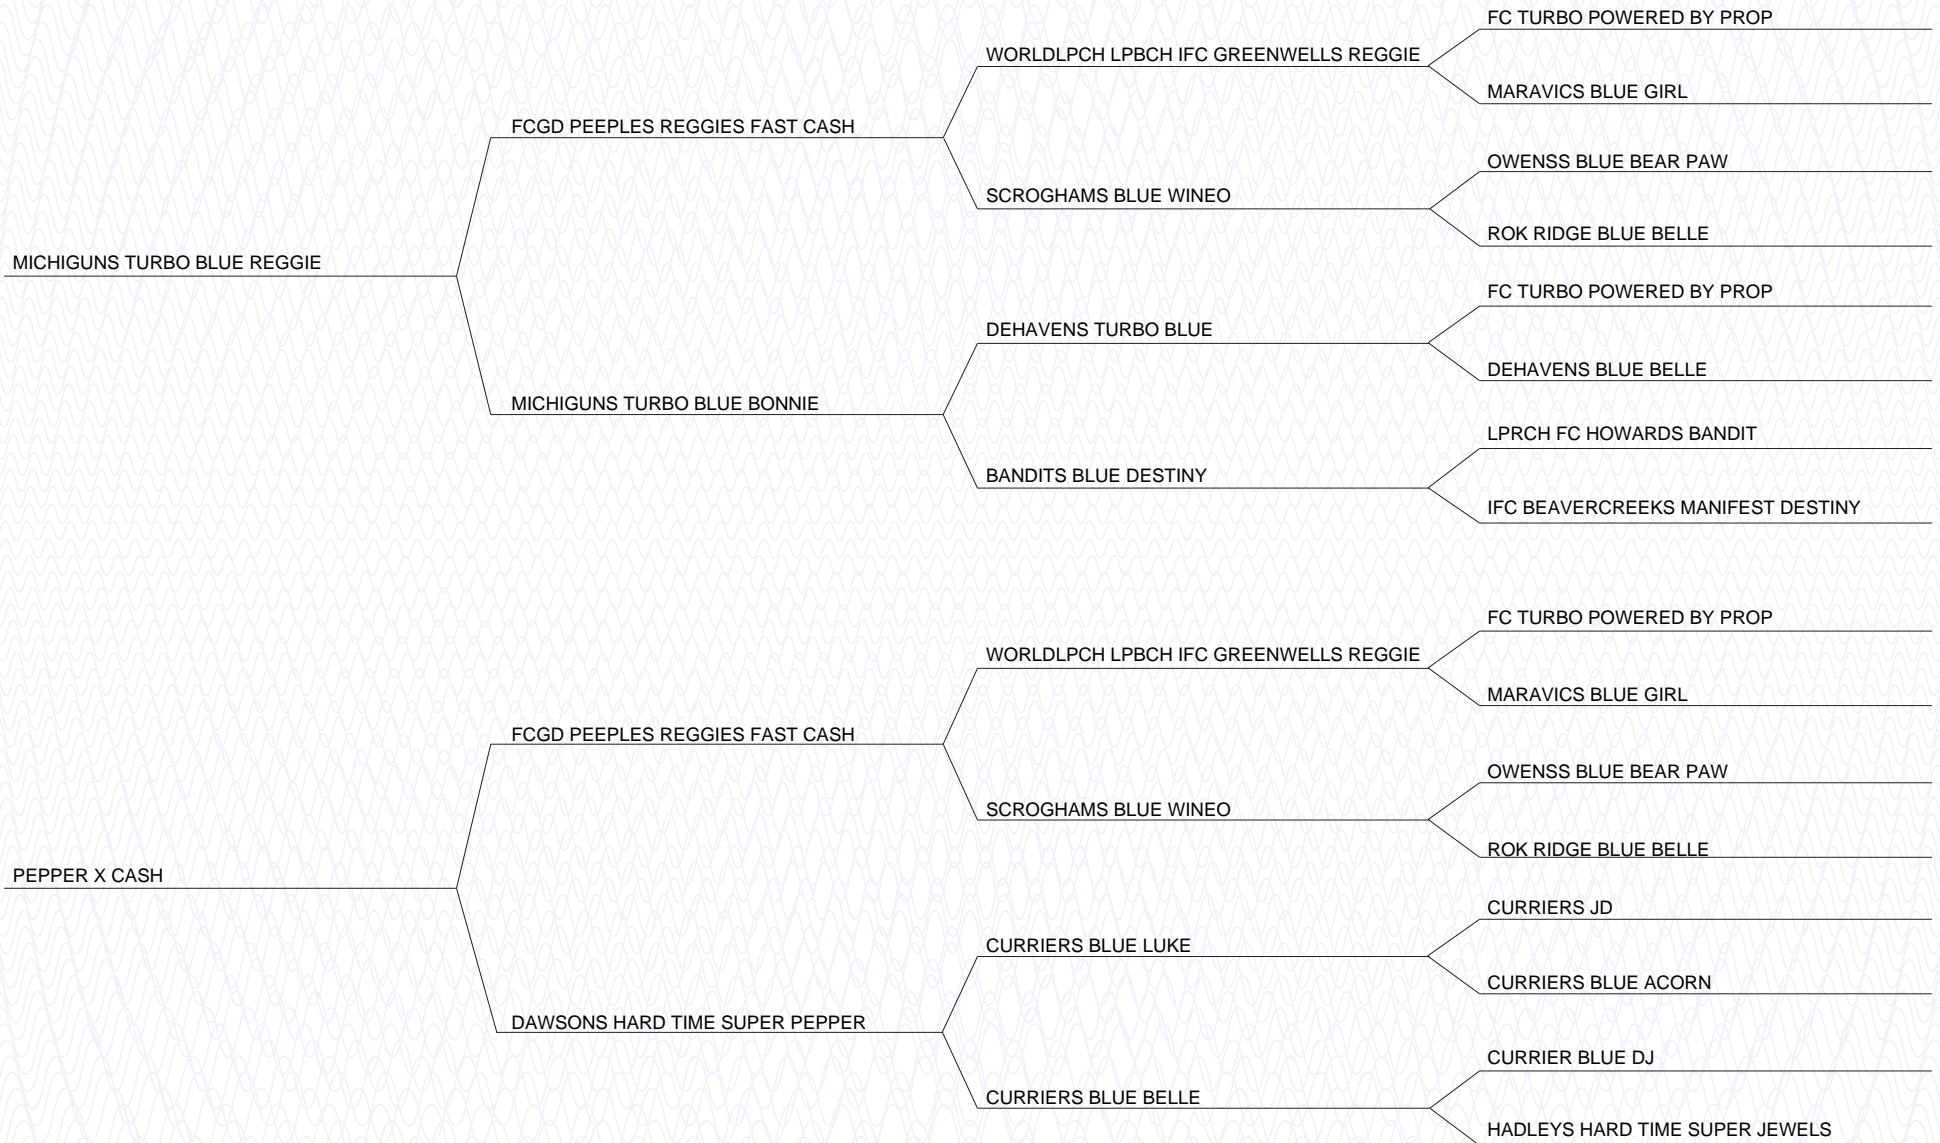 FC TURBO POWERED BY PROP
WORLDLPCH LPBCH IFC GREENWELLS REGGIE
MARAVICS BLUE GIRL
FCGD PEEPLES REGGIES FAST CASH
OWENSS BLUE BEAR PAW
SCROGHAMS BLUE WINEO
ROK RIDGE BLUE BELLE
MICHIGUNS TURBO BLUE REGGIE
FC TURBO POWERED BY PROP
DEHAVENS TURBO BLUE
DEHAVENS BLUE BELLE
MICHIGUNS TURBO BLUE BONNIE
LPRCH FC HOWARDS BANDIT
BANDITS BLUE DESTINY
IFC BEAVERCREEKS MANIFEST DESTINY
FC TURBO POWERED BY PROP
WORLDLPCH LPBCH IFC GREENWELLS REGGIE
MARAVICS BLUE GIRL
FCGD PEEPLES REGGIES FAST CASH
OWENSS BLUE BEAR PAW
SCROGHAMS BLUE WINEO
ROK RIDGE BLUE BELLE
PEPPER X CASH
CURRIERS JD
CURRIERS BLUE LUKE
CURRIERS BLUE ACORN
DAWSONS HARD TIME SUPER PEPPER
CURRIER BLUE DJ
CURRIERS BLUE BELLE
HADLEYS HARD TIME SUPER JEWELS